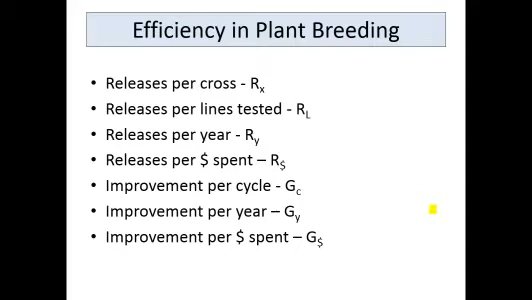 Efficiency in Plant Breeding
• Releases per cross - Rx
• Releases per lines tested - RL
• Releases per year - Ry
• Releases per $ spent – R$
• Improvement per cycle - Gc
• Improvement per year – Gy
• Improvement per $ spent – G$